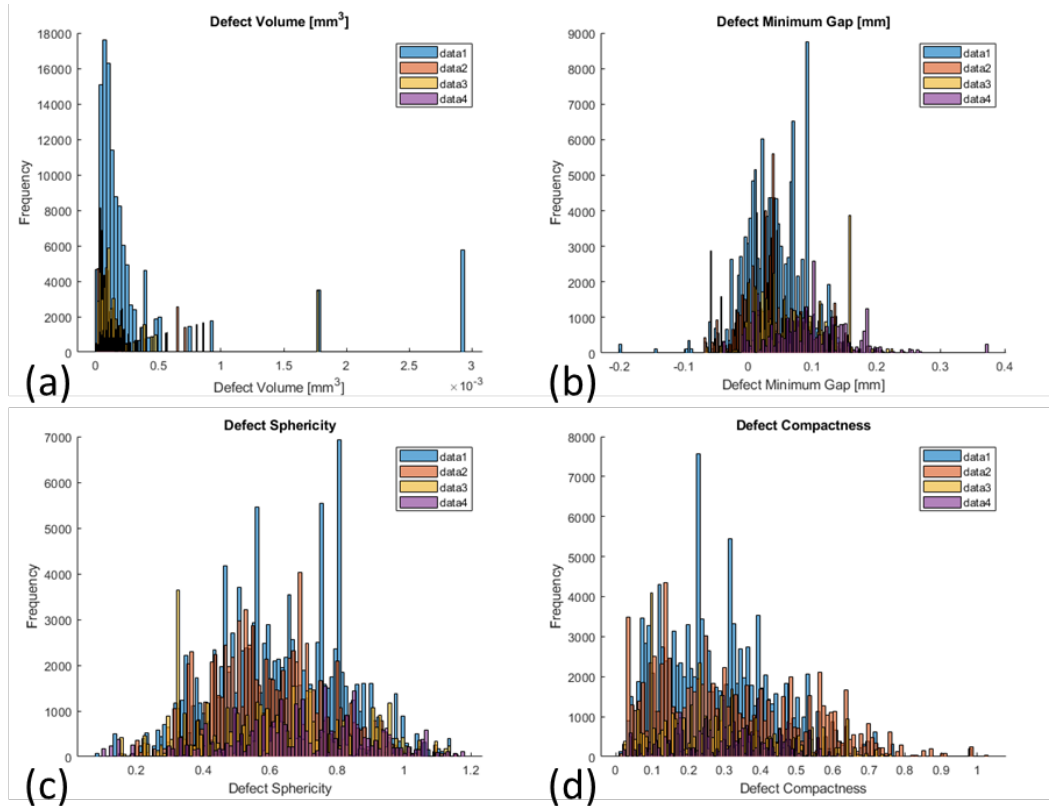 Defect Volume [mm³]
18000
16000
14000
12000
10000
8000
6000
4000
2000
0
Frequency
data1
data2
data3
data4
0 0.5 1 1.5 2 2.5 3
Defect Volume [mm³]
×10⁻³
(a)
Defect Minimum Gap [mm]
9000
8000
7000
6000
5000
4000
3000
2000
1000
0
Frequency
data1
data2
data3
data4
-0.2 -0.1 0 0.1 0.2 0.3 0.4
Defect Minimum Gap [mm]
(b)
Defect Sphericity
7000
6000
5000
4000
3000
2000
1000
0
Frequency
data1
data2
data3
data4
0.2 0.4 0.6 0.8 1 1.2
Defect Sphericity
(c)
Defect Compactness
8000
7000
6000
5000
4000
3000
2000
1000
0
Frequency
data1
data2
data3
data4
0 0.1 0.2 0.3 0.4 0.5 0.6 0.7 0.8 0.9 1
Defect Compactness
(d)